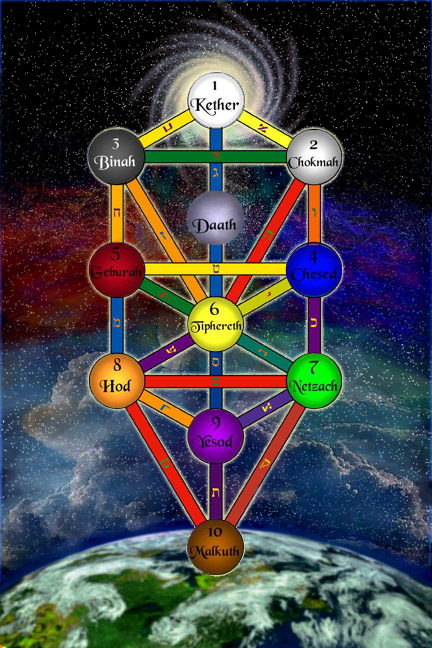 1
Kether
א
3
Binah
2
Chokmah
ד
ג
Daath
ה
5
Geburah
4
Chesed
6
Tiphereth
ס
8
Hod
7
Netzach
9
Yesod
ת
10
Malkuth